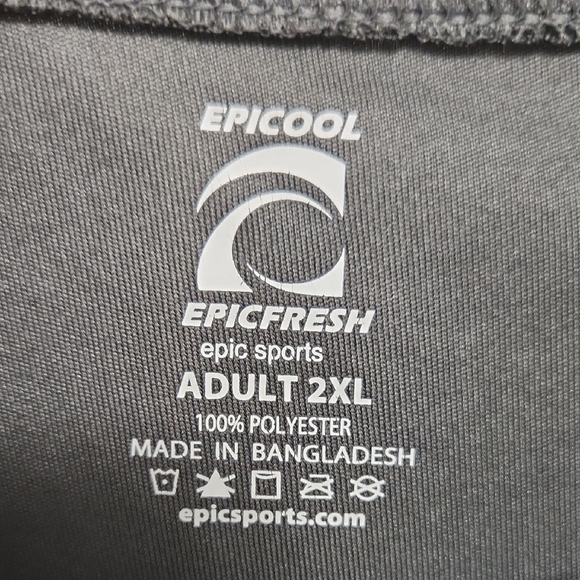 EPICOOL
EPICFRESH
epic sports
ADULT 2XL
100% POLYESTER
MADE IN BANGLADESH
epicsports.com